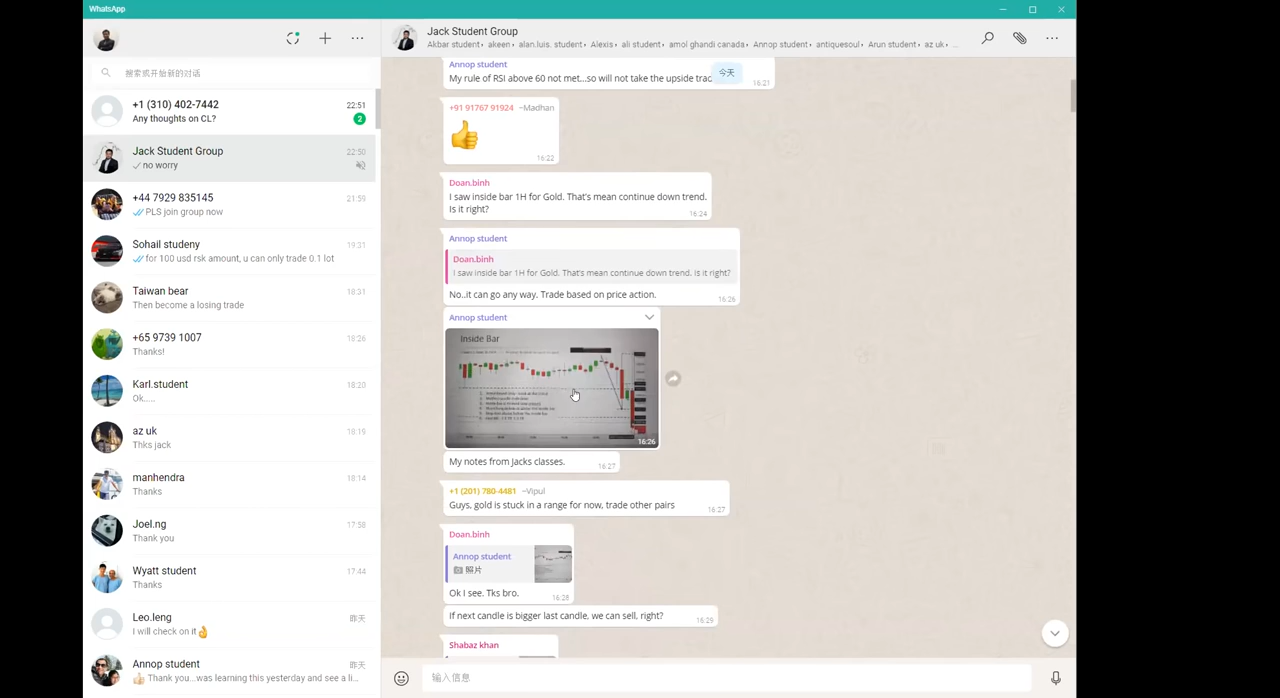 WhatsApp
搜索或开始新的对话
+1 (310) 402-7442
22:51
Any thoughts on CL?
2
Jack Student Group
22:50
no worry
+44 7929 835145
21:59
PLS join group now
Sohail studeny
19:31
for 100 usd rsk amount, u can only trade 0.1 lot
Taiwan bear
18:31
Then become a losing trade
+65 9739 1007
18:26
Thanks!
Karl.student
18:20
Ok.....
az uk
18:19
Thks jack
manhendra
18:14
Thanks
Joel.ng
17:58
Thank you
Wyatt student
17:44
Thanks
Leo.leng
昨天
I will check on it👌
Annop student
昨天
👍 Thank you...was learning this yesterday and see a li...
Jack Student Group
Akbar student, akeen, alan.luis. student, Alexis, ali student, amol ghandi canada, Annop student, antiquesoul, Arun student, az uk, ...
Annop student
My rule of RSI above 60 not met...so will not take the upside trad
今天
16:21
+91 91767 91924 ~Madhan
👍
16:22
Doan.binh
I saw inside bar 1H for Gold. That's mean continue down trend.
Is it right?
16:24
Annop student
Doan.binh
I saw inside bar 1H for Gold. That's mean continue down trend. Is it right?
No..it can go any way. Trade based on price action.
16:26
Annop student
Inside Bar
16:26
My notes from Jacks classes.
16:27
+1 (201) 780-4481 ~Vipul
Guys, gold is stuck in a range for now, trade other pairs
16:27
Doan.binh
Annop student
照片
Ok I see. Tks bro.
16:28
If next candle is bigger last candle, we can sell, right?
16:29
Shabaz khan
输入信息